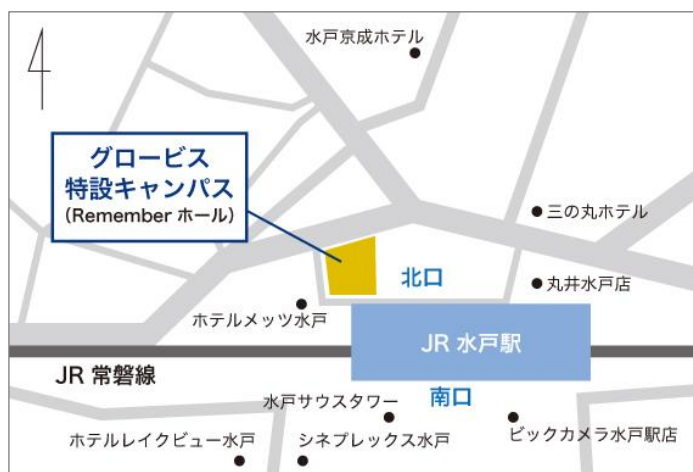 水戸京成ホテル
グロービス
特設キャンパス
(Remember ホール)
三の丸ホテル
北口
丸井水戸店
ホテルメッツ水戸
JR 水戸駅
JR 常磐線
南口
水戸サウスタワー
ビックカメラ水戸駅店
ホテルレイクビュー水戸
シネプレックス水戸